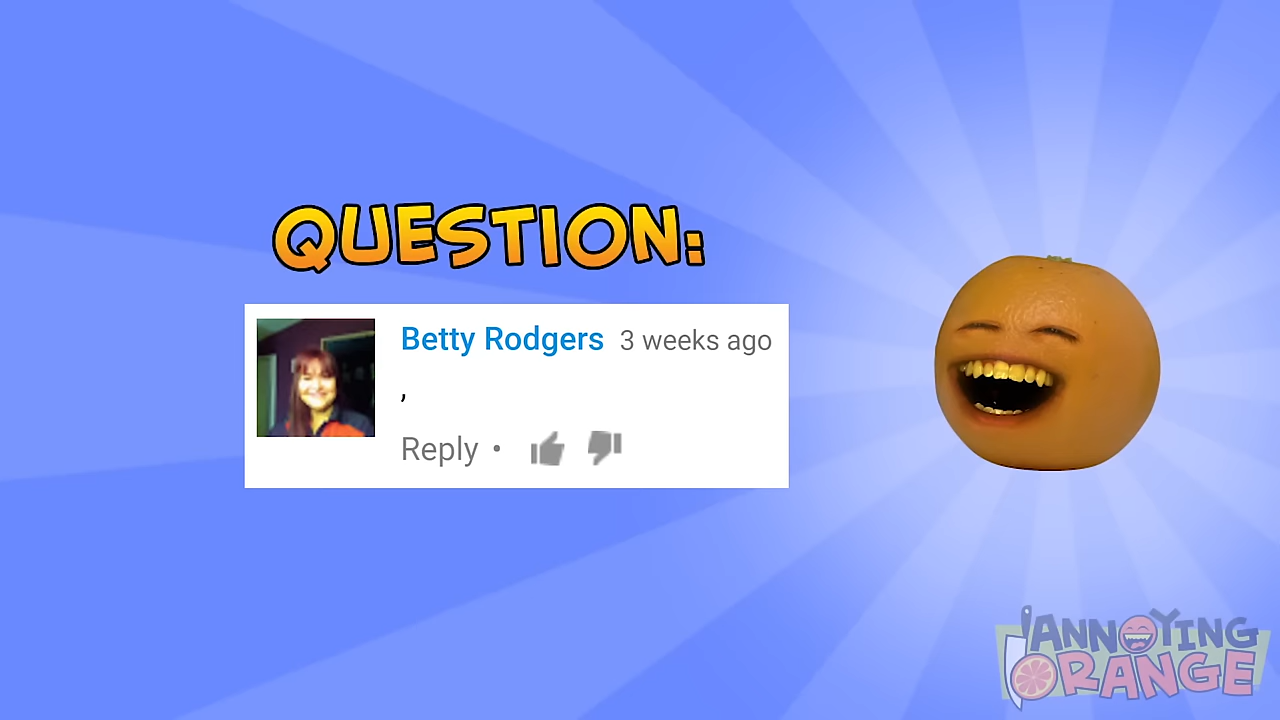 QUESTION:
Betty Rodgers 3 weeks ago
,
Reply •
ANNOYING
ORANGE